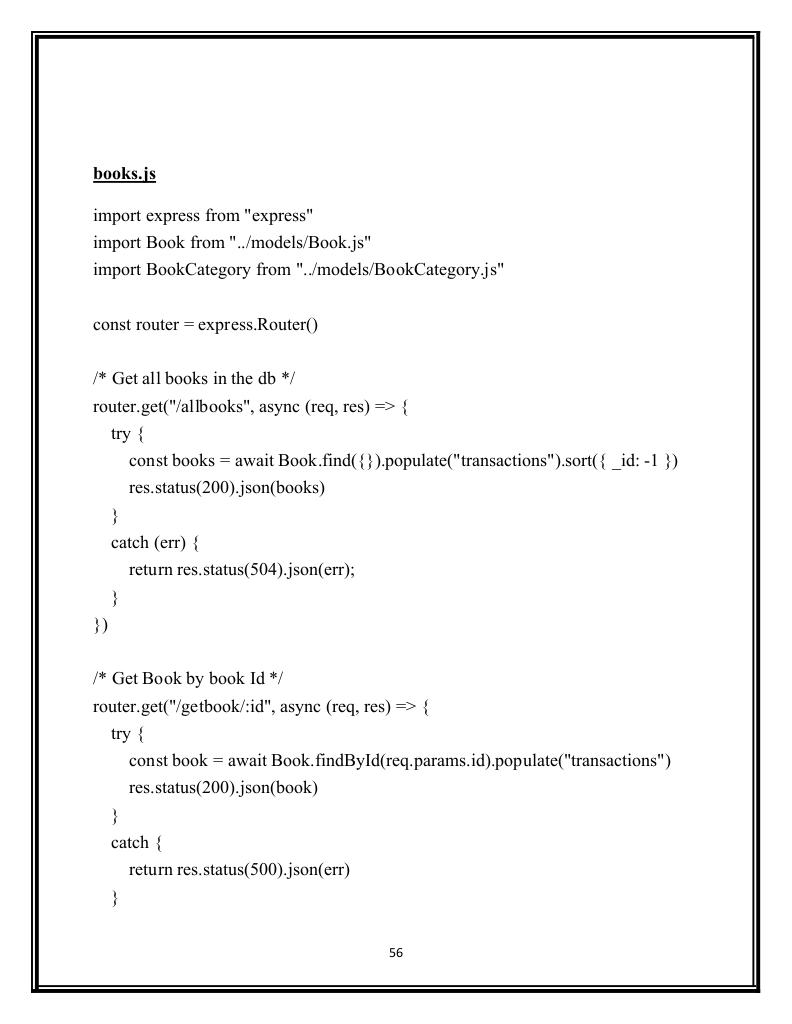 books.js
import express from "express"
import Book from "../models/Book.js"
import BookCategory from "../models/BookCategory.js"
const router = express.Router()
/* Get all books in the db */
router.get("/allbooks", async (req, res) => {
    try {
        const books = await Book.find({}).populate("transactions").sort({ _id: -1 })
        res.status(200).json(books)
    }
    catch (err) {
        return res.status(504).json(err);
    }
})
/* Get Book by book Id */
router.get("/getbook/:id", async (req, res) => {
    try {
        const book = await Book.findById(req.params.id).populate("transactions")
        res.status(200).json(book)
    }
    catch {
        return res.status(500).json(err)
    }
56